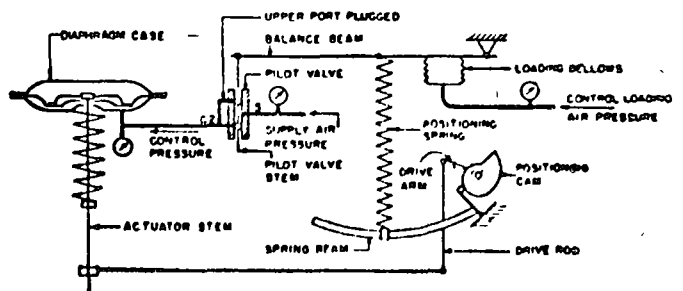 UPPER PORT PLUGGED
DIAPHRAGM CASE
BALANCE BEAM
PILOT VALVE
LOADING BELLOWS
CONTROL LOADING
AIR PRESSURE
CONTROL
PRESSURE
SUPPLY AIR
PRESSURE
POSITIONING
SPRING
PILOT VALVE
STEM
DRIVE
ARM
POSITIONING
CAM
ACTUATOR STEM
SPRING BEAM
DRIVE ROD